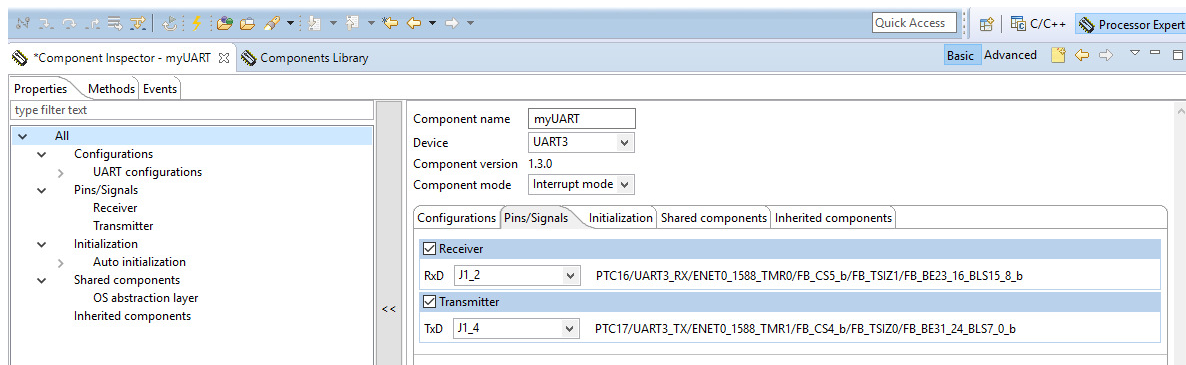 Quick Access
C/C++
Processor Expert
*Component Inspector - myUART
Components Library
Basic
Advanced
Properties
Methods
Events
type filter text
All
Configurations
UART configurations
Pins/Signals
Receiver
Transmitter
Initialization
Auto initialization
Shared components
OS abstraction layer
Inherited components
<<
Component name myUART
Device UART3
Component version 1.3.0
Component mode Interrupt mode
Configurations Pins/Signals Initialization Shared components Inherited components
Receiver
RxD J1_2 PTC16/UART3_RX/ENET0_1588_TMR0/FB_CS5_b/FB_TSIZ1/FB_BE23_16_BLS15_8_b
Transmitter
TxD J1_4 PTC17/UART3_TX/ENET0_1588_TMR1/FB_CS4_b/FB_TSIZ0/FB_BE31_24_BLS7_0_b